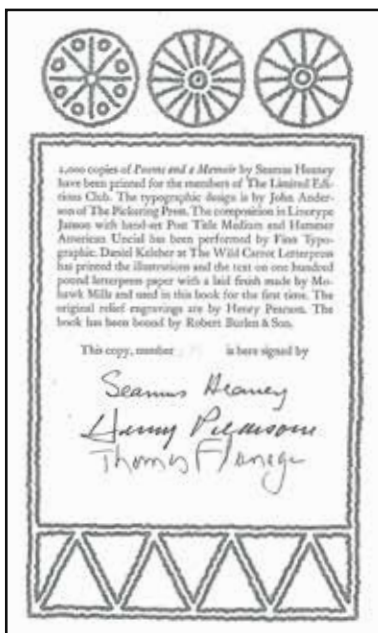 2,000 copies of Poems and a Memoir by Seamus Heaney
have been printed for the members of The Limited Edi-
tions Club. The typographic design is by John Ander-
son of The Pickering Press. The composition in Linotype
Janson with hand-set Post Title Medium and Hammer
American Uncial has been performed by Finn Typo-
graphic. Daniel Keleher at The Wild Carrot Letterpress
has printed the illustrations and the text on one hundred
pound letterpress paper with a laid finish made by Mo-
hawk Mills and used in this book for the first time. The
original relief engravings are by Henry Pearson. The
book has been bound by Robert Burlen & Son.
This copy, number is here signed by
Seamus Heaney
Henry Pearson
Thomas Flanagan